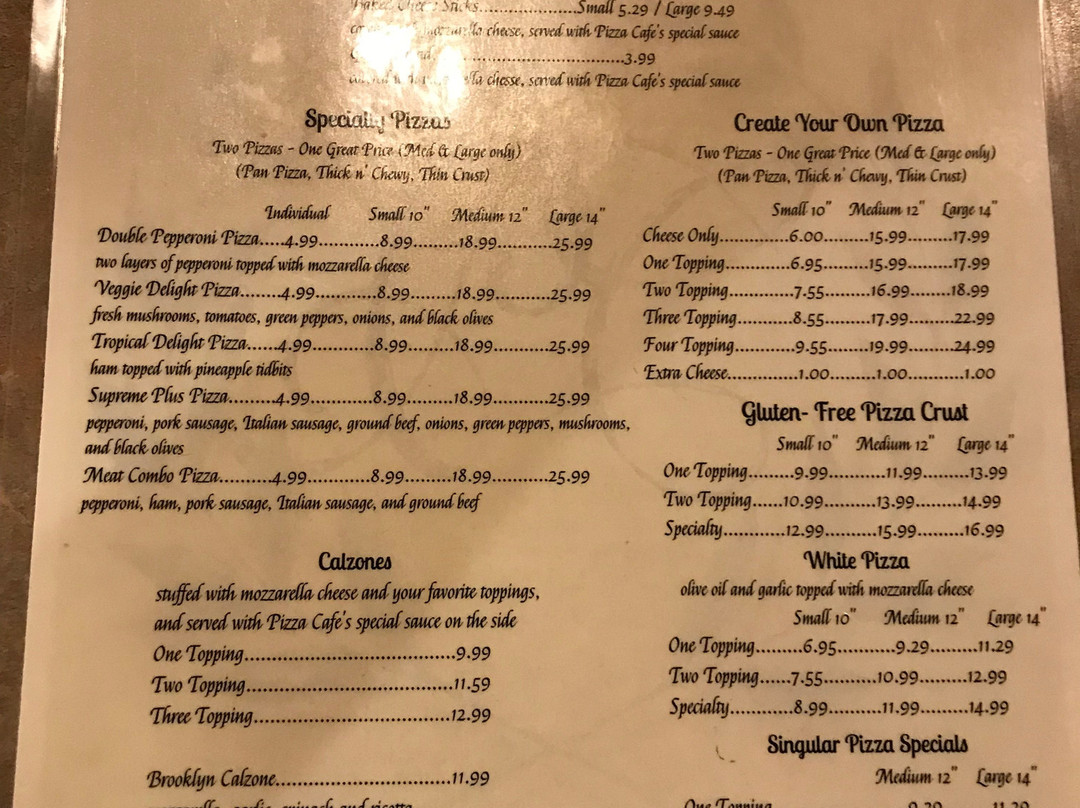 Cheese Sticks..................Small 5.29 / Large 9.49
cheese, served with Pizza Cafe's special sauce
3.99
cheese, served with Pizza Cafe's special sauce
Specialty Pizzas
Two Pizzas - One Great Price (Med & Large only)
(Pan Pizza, Thick n' Chewy, Thin Crust)
Individual Small 10" Medium 12" Large 14"
Double Pepperoni Pizza.....4.99..............8.99...........18.99...........25.99
two layers of pepperoni topped with mozzarella cheese
Veggie Delight Pizza........4.99.............8.99...........18.99...........25.99
fresh mushrooms, tomatoes, green peppers, onions, and black olives
Tropical Delight Pizza......4.99.............8.99...........18.99...........25.99
ham topped with pineapple tidbits
Supreme Plus Pizza.........4.99.............8.99...........18.99...........25.99
pepperoni, pork sausage, Italian sausage, ground beef, onions, green peppers, mushrooms,
and black olives
Meat Combo Pizza..........4.99.............8.99...........18.99...........25.99
pepperoni, ham, pork sausage, Italian sausage, and ground beef
Calzones
stuffed with mozzarella cheese and your favorite toppings,
and served with Pizza Cafe's special sauce on the side
One Topping..........................................9.99
Two Topping.........................................11.59
Three Topping.......................................12.99
Brooklyn Calzone...................................11.99
mozzarella, garlic, spinach and ricotta
Create Your Own Pizza
Two Pizzas - One Great Price (Med & Large only)
(Pan Pizza, Thick n' Chewy, Thin Crust)
Small 10" Medium 12" Large 14"
Cheese Only..............6.00...........15.99.........17.99
One Topping.............6.95...........15.99.........17.99
Two Topping.............7.55...........16.99.........18.99
Three Topping...........8.55...........17.99.........22.99
Four Topping............9.55...........19.99.........24.99
Extra Cheese..............1.00...........1.00...........1.00
Gluten- Free Pizza Crust
Small 10" Medium 12" Large 14"
One Topping.........9.99.............11.99..........13.99
Two Topping......10.99...........13.99..........14.99
Specialty...........12.99...........15.99.........16.99
White Pizza
olive oil and garlic topped with mozzarella cheese
Small 10" Medium 12" Large 14"
One Topping..........6.95............9.29.........11.29
Two Topping......7.55...........10.99.........12.99
Specialty............8.99...........11.99..........14.99
Singular Pizza Specials
Medium 12" Large 14"
One Topping 9.29 11.29